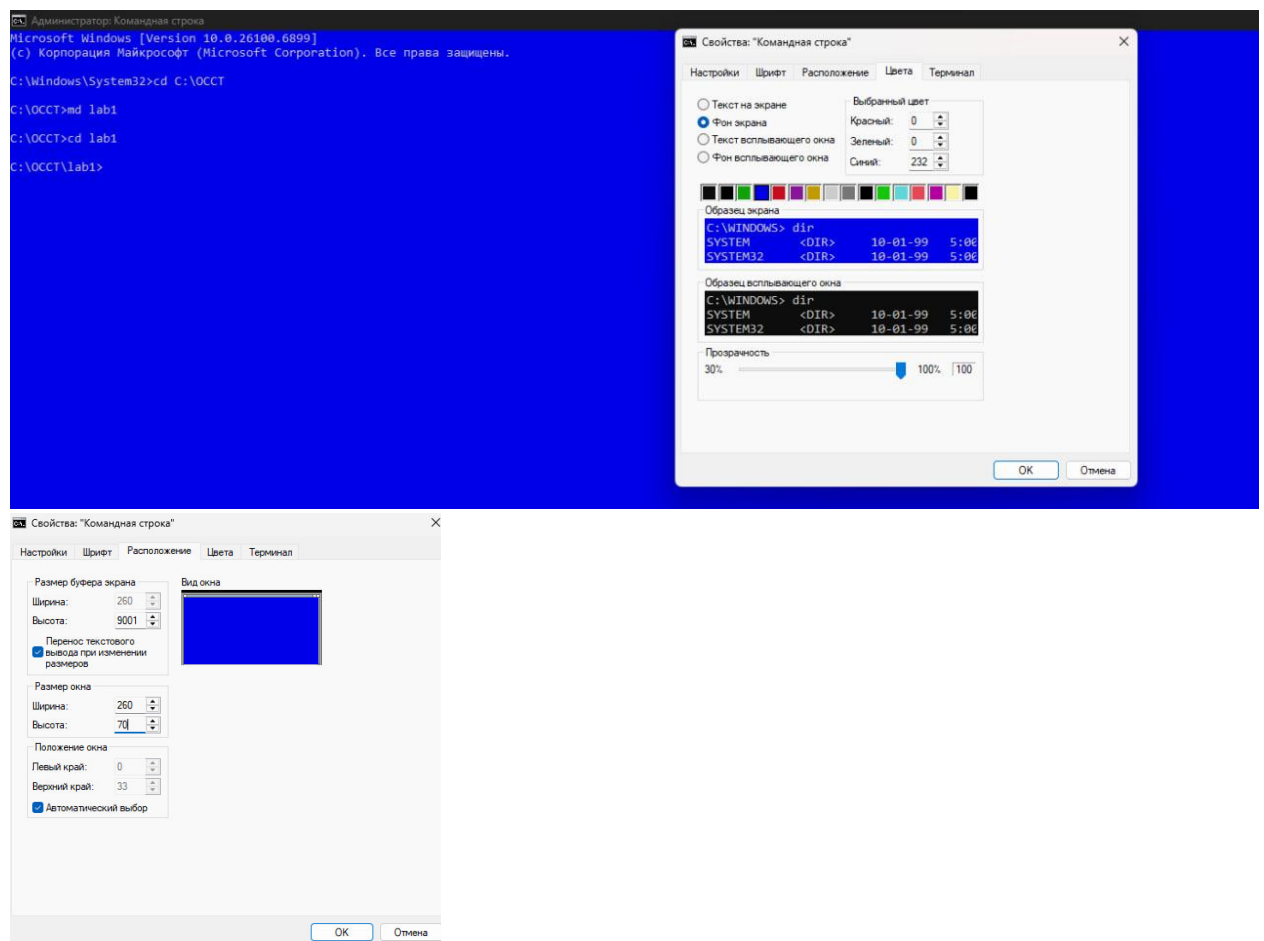 Администратор: Командная строка
Microsoft Windows [Version 10.0.26100.6899]
(c) Корпорация Майкрософт (Microsoft Corporation). Все права защищены.
C:\Windows\System32>cd C:\OCCT
C:\OCCT>md lab1
C:\OCCT>cd lab1
C:\OCCT\lab1>
Свойства: "Командная строка"
Настройки Шрифт Расположение Цвета Терминал
Текст на экране
Фон экрана
Текст всплывающего окна
Фон всплывающего окна
Выбранный цвет
Красный: 0
Зеленый: 0
Синий: 232
Образец экрана
C:\WINDOWS> dir
SYSTEM <DIR> 10-01-99 5:00
SYSTEM32 <DIR> 10-01-99 5:00
Образец всплывающего окна
C:\WINDOWS> dir
SYSTEM <DIR> 10-01-99 5:00
SYSTEM32 <DIR> 10-01-99 5:00
Прозрачность
30% 100% 100
OK Отмена
Свойства: "Командная строка"
Настройки Шрифт Расположение Цвета Терминал
Размер буфера экрана
Ширина: 260
Высота: 9001
Перенос текстового
вывода при изменении
размеров
Вид окна
Размер окна
Ширина: 260
Высота: 70
Положение окна
Левый край: 0
Верхний край: 33
Автоматический выбор
OK Отмена